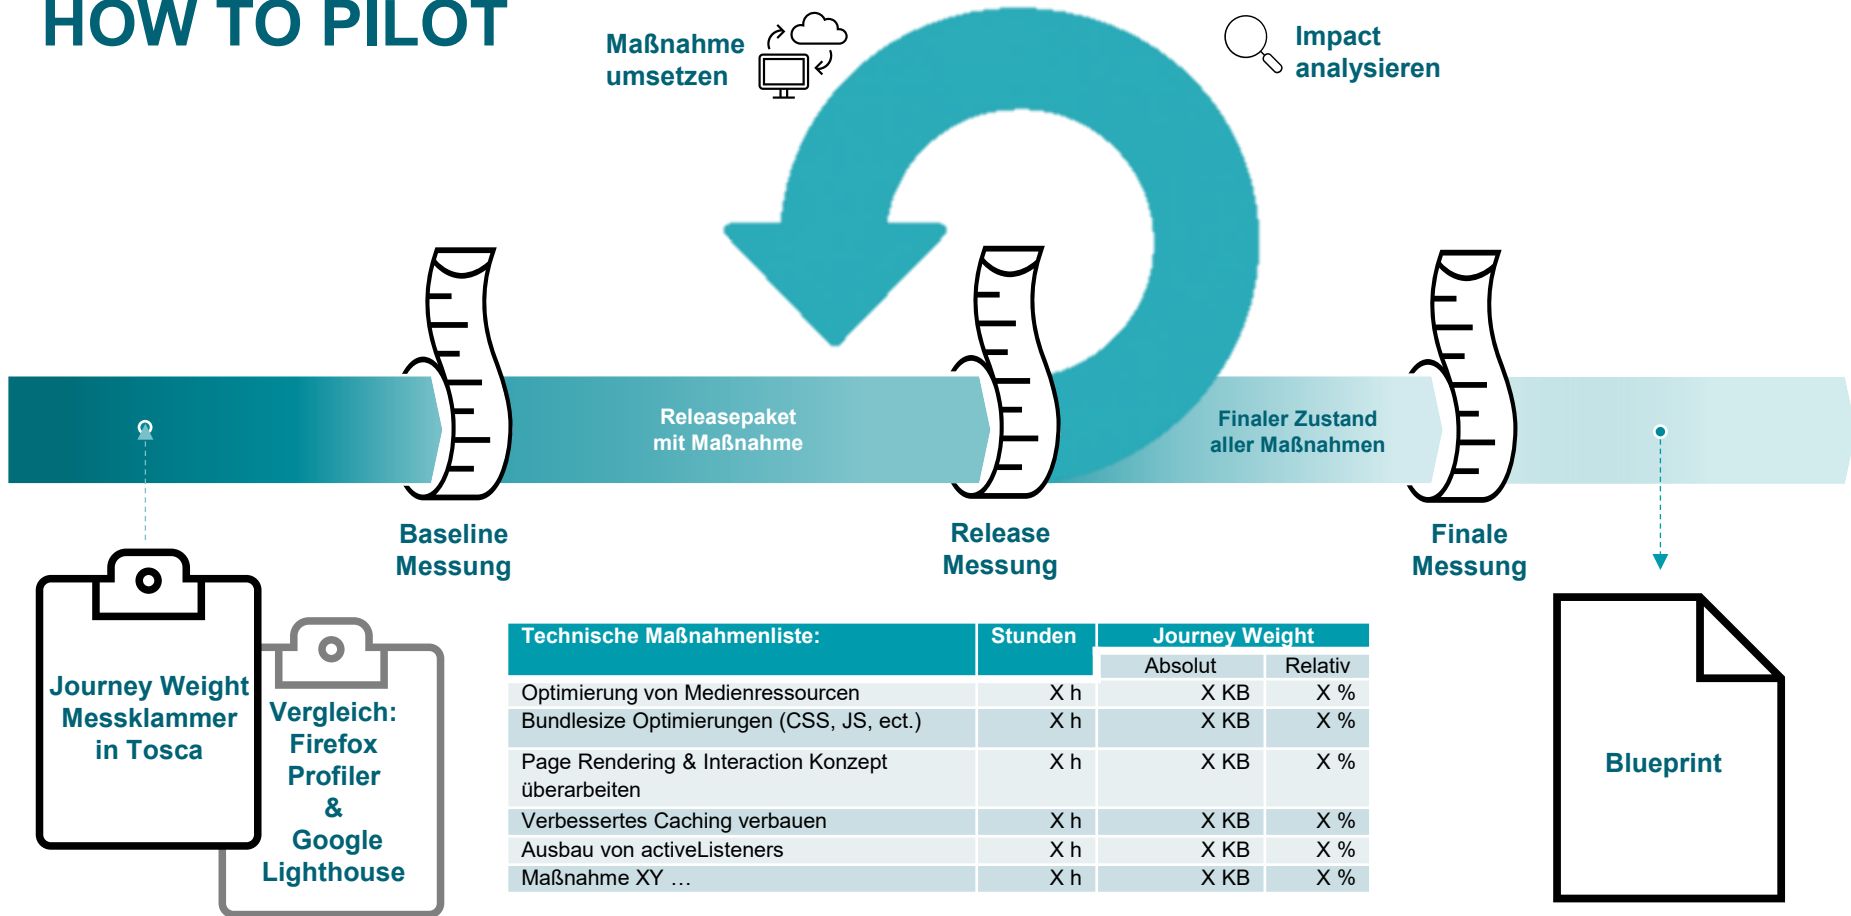 HOW TO PILOT
Maßnahme
umsetzen
Impact
analysieren
Releasepaket
mit Maßnahme
Finaler Zustand
aller Maßnahmen
Baseline
Messung
Release
Messung
Finale
Messung
Journey Weight
Messklammer
in Tosca
Vergleich:
Firefox
Profiler
&
Google
Lighthouse
Technische Maßnahmenliste: Stunden Journey Weight
Absolut Relativ
Optimierung von Medienressourcen X h X KB X %
Bundlesize Optimierungen (CSS, JS, ect.) X h X KB X %
Page Rendering & Interaction Konzept X h X KB X %
überarbeiten
Verbessertes Caching verbauen X h X KB X %
Ausbau von activeListeners X h X KB X %
Maßnahme XY … X h X KB X %
Blueprint